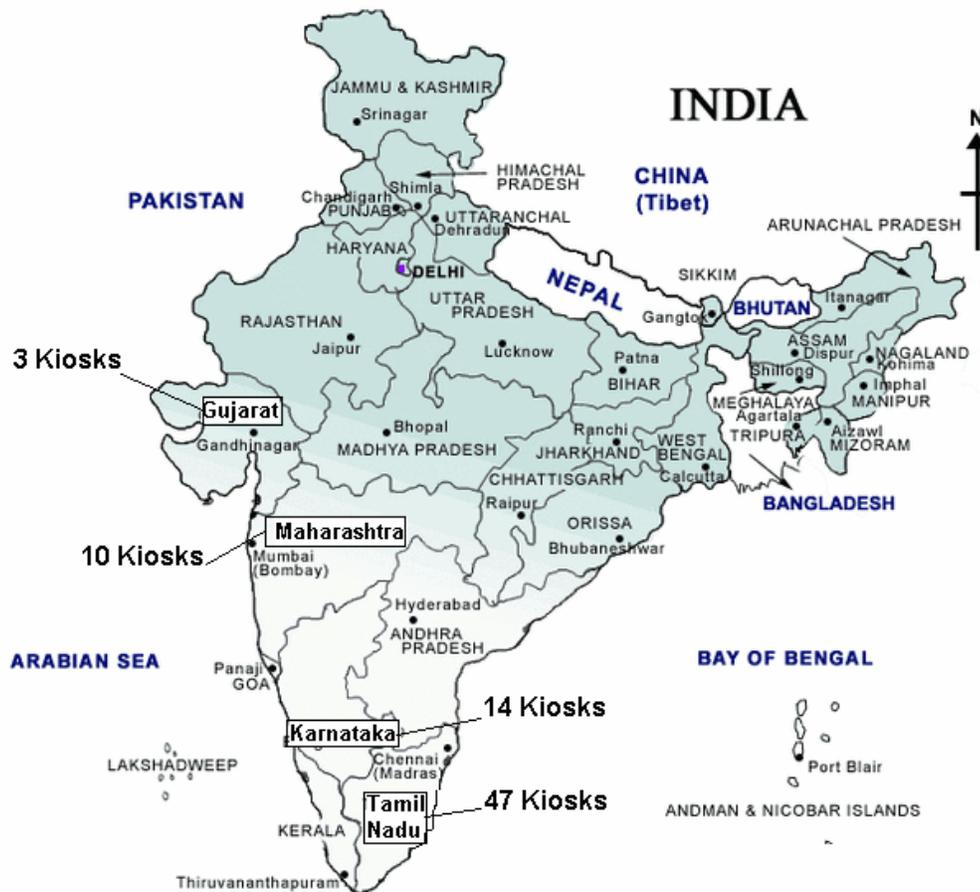 INDIA
N
JAMMU & KASHMIR
Srinagar
HIMACHAL
PRADESH
CHINA
(Tibet)
PAKISTAN
Shimla
Chandigarh
PUNJAB
UTTARANCHAL
Dehradun
ARUNACHAL PRADESH
HARYANA
DELHI
NEPAL
SIKKIM
UTTAR
PRADESH
Gangtok
BHUTAN
Itanagar
RAJASTHAN
Jaipur
Lucknow
ASSAM
Dispur
NAGALAND
Kohima
3 Kiosks
Patna
BIHAR
Shillong
Imphal
MANIPUR
MEGHALAYA
Agartala
TRIPURA
Aizawl
MIZORAM
Gujarat
Gandhinagar
Bhopal
MADHYA PRADESH
Ranchi
JHARKHAND
WEST
BENGAL
Calcutta
CHHATTISGARH
Raipur
BANGLADESH
ORISSA
Bhubaneshwar
Maharashtra
10 Kiosks
Mumbai
(Bombay)
Hyderabad
ANDHRA
PRADESH
ARABIAN SEA
Panaji
GOA
BAY OF BENGAL
14 Kiosks
Karnataka
Chennai
(Madras)
LAKSHADWEEP
Port Blair
47 Kiosks
Tamil
Nadu
ANDMAN & NICOBAR ISLANDS
KERALA
Thiruvananthapuram